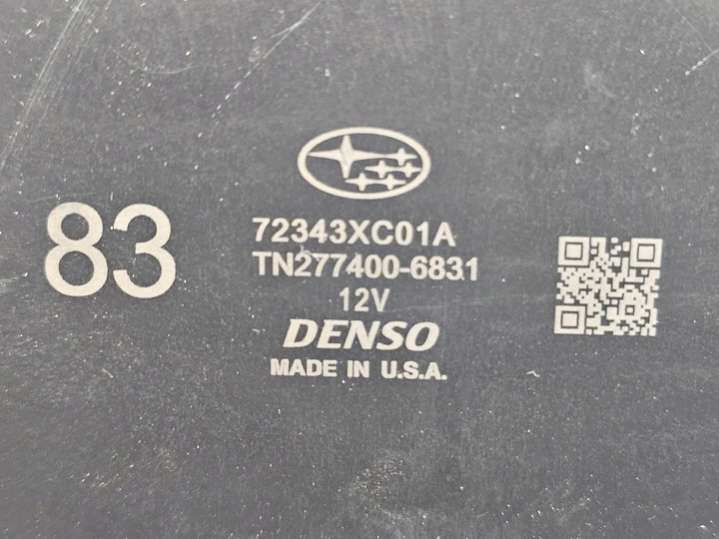 83
72343XC01A
TN277400-6831
12V
DENSO
MADE IN U.S.A.